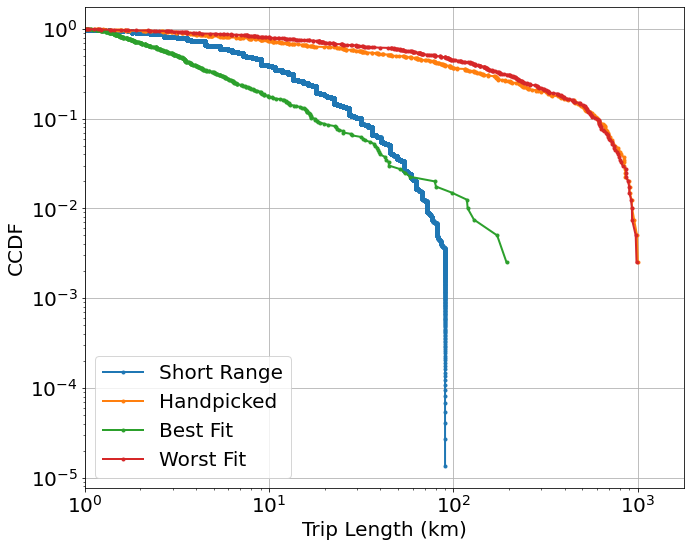 10⁰
10⁻¹
10⁻²
10⁻³
10⁻⁴
10⁻⁵
CCDF
Short Range
Handpicked
Best Fit
Worst Fit
10⁰ 10¹ 10² 10³
Trip Length (km)